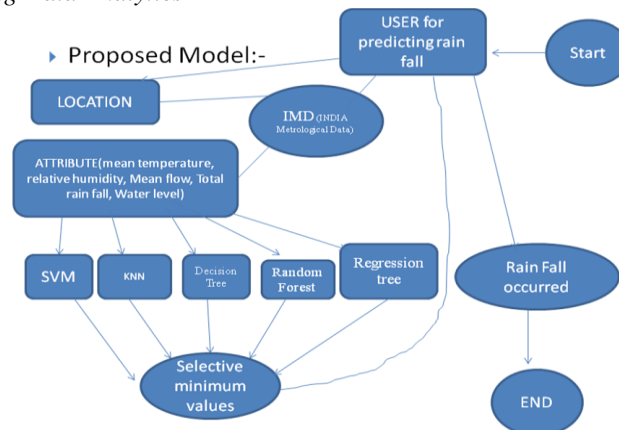 Proposed Model:-
USER for
predicting rain
fall
Start
LOCATION
IMD (INDIA
Metrological Data)
ATTRIBUTE(mean temperature,
relative humidity, Mean flow, Total
rain fall, Water level)
SVM
KNN
Decision
Tree
Random
Forest
Regression
tree
Rain Fall
occurred
Selective
minimum
values
END